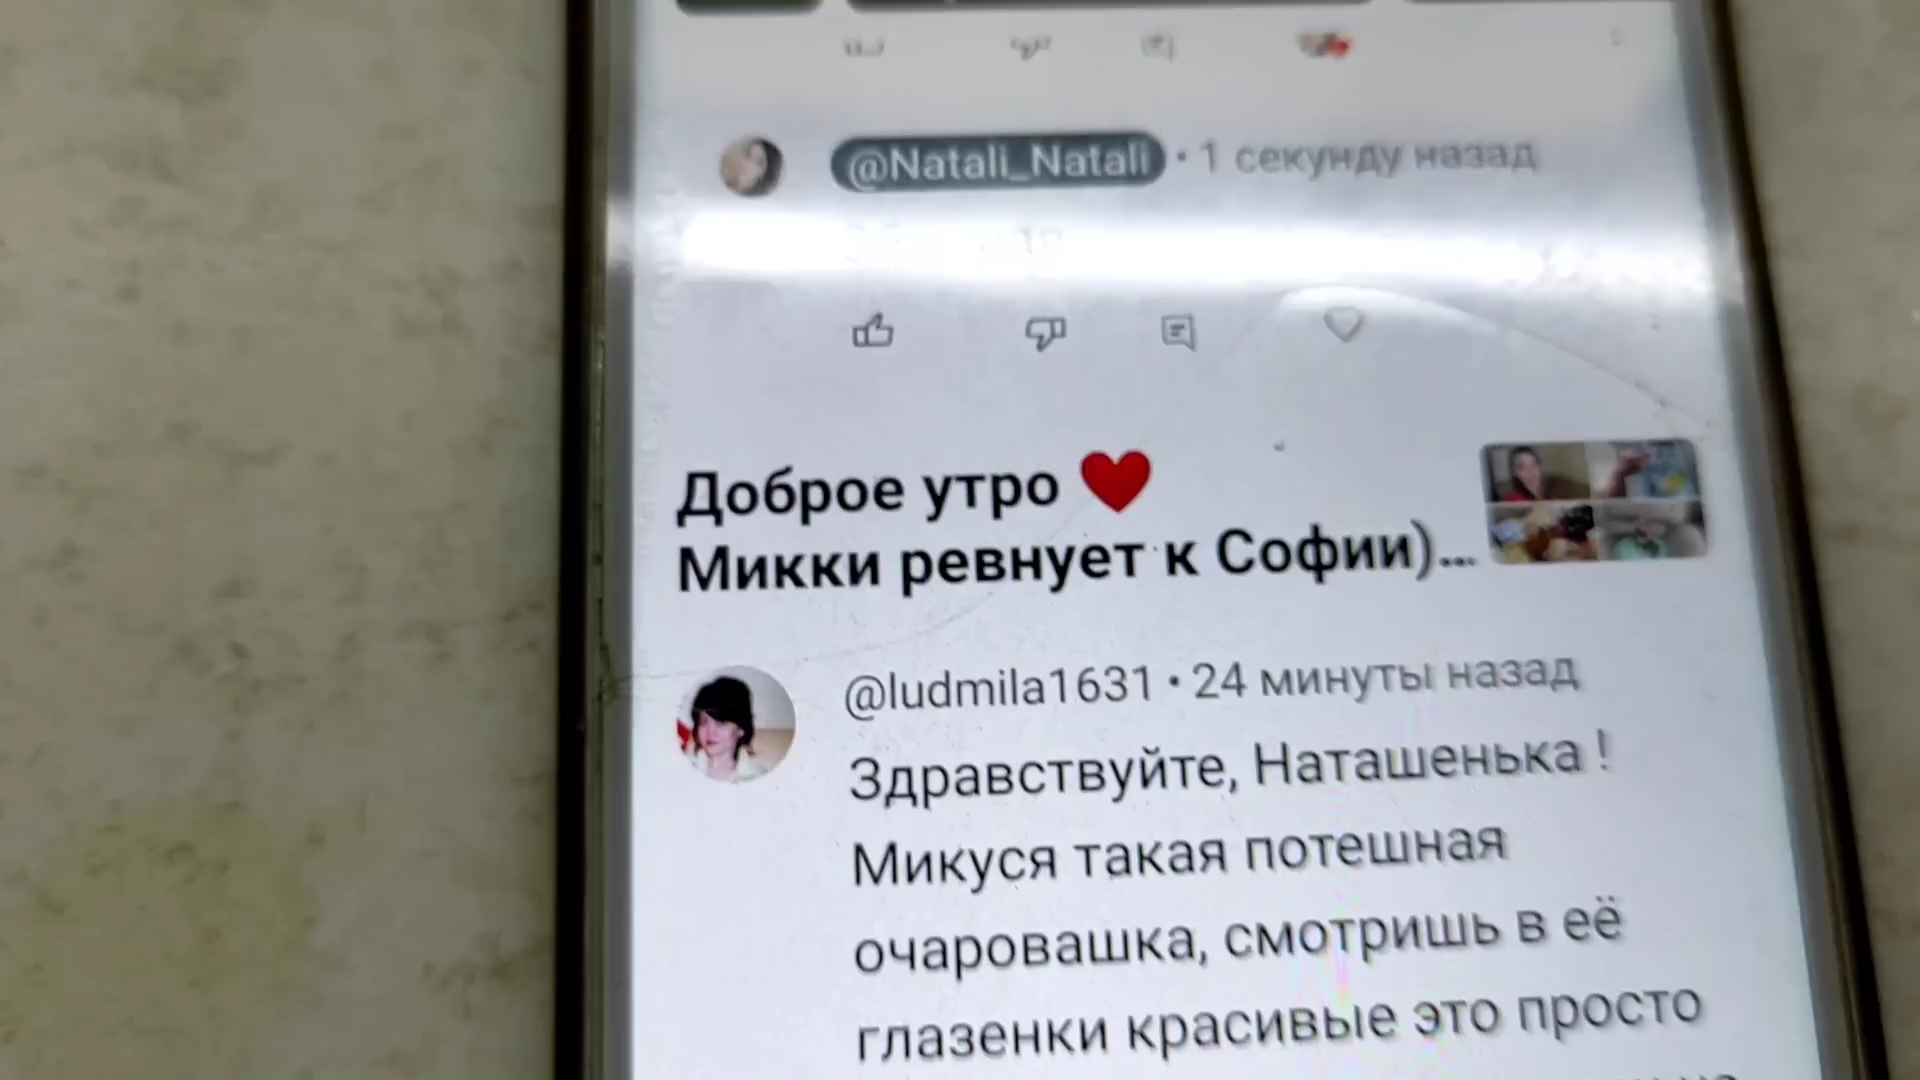 @Natali_Natali • 1 секунду назад
Доброе утро ❤
Микки ревнует к Софии)...
@ludmila1631 • 24 минуты назад
Здравствуйте, Наташенька !
Микуся такая потешная
очаровашка, смотришь в её
глазенки красивые это просто